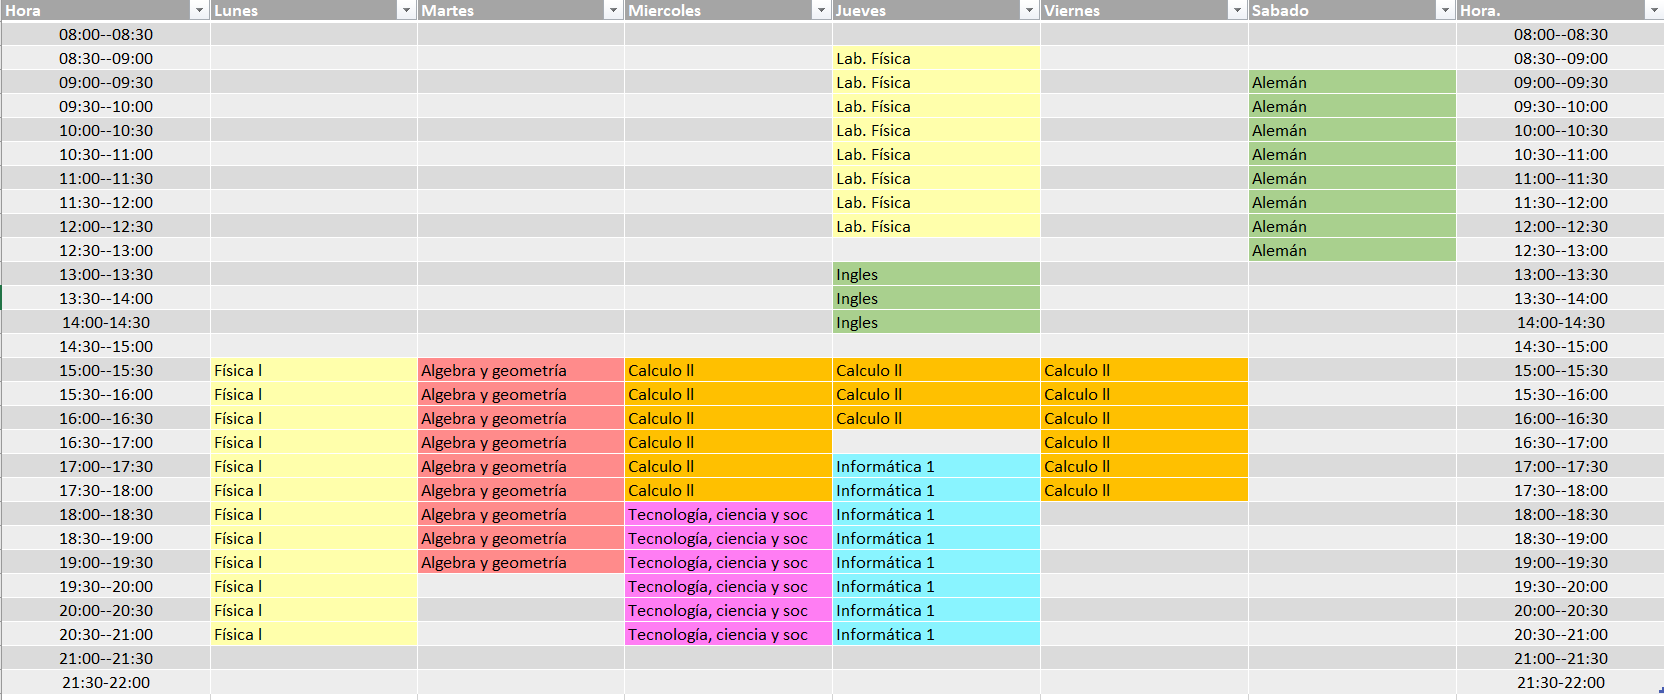 Hora Lunes Martes Miercoles Jueves Viernes Sabado Hora.
08:00--08:30 08:00--08:30
08:30--09:00 Lab. Física 08:30--09:00
09:00--09:30 Lab. Física Alemán 09:00--09:30
09:30--10:00 Lab. Física Alemán 09:30--10:00
10:00--10:30 Lab. Física Alemán 10:00--10:30
10:30--11:00 Lab. Física Alemán 10:30--11:00
11:00--11:30 Lab. Física Alemán 11:00--11:30
11:30--12:00 Lab. Física Alemán 11:30--12:00
12:00--12:30 Lab. Física Alemán 12:00--12:30
12:30--13:00 Alemán 12:30--13:00
13:00--13:30 Ingles 13:00--13:30
13:30--14:00 Ingles 13:30--14:00
14:00-14:30 Ingles 14:00-14:30
14:30--15:00 14:30--15:00
15:00--15:30 Física l Algebra y geometría Calculo ll Calculo ll Calculo ll 15:00--15:30
15:30--16:00 Física l Algebra y geometría Calculo ll Calculo ll Calculo ll 15:30--16:00
16:00--16:30 Física l Algebra y geometría Calculo ll Calculo ll Calculo ll 16:00--16:30
16:30--17:00 Física l Algebra y geometría Calculo ll Calculo ll 16:30--17:00
17:00--17:30 Física l Algebra y geometría Calculo ll Informática 1 Calculo ll 17:00--17:30
17:30--18:00 Física l Algebra y geometría Calculo ll Informática 1 Calculo ll 17:30--18:00
18:00--18:30 Física l Algebra y geometría Tecnología, ciencia y soc Informática 1 18:00--18:30
18:30--19:00 Física l Algebra y geometría Tecnología, ciencia y soc Informática 1 18:30--19:00
19:00--19:30 Física l Algebra y geometría Tecnología, ciencia y soc Informática 1 19:00--19:30
19:30--20:00 Física l Tecnología, ciencia y soc Informática 1 19:30--20:00
20:00--20:30 Física l Tecnología, ciencia y soc Informática 1 20:00--20:30
20:30--21:00 Física l Tecnología, ciencia y soc Informática 1 20:30--21:00
21:00--21:30 21:00--21:30
21:30-22:00 21:30-22:00